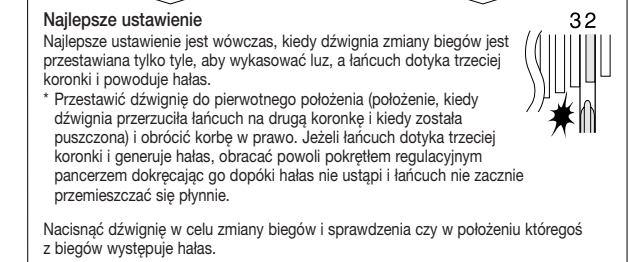 Najlepsze ustawienie
3 2
Najlepsze ustawienie jest wówczas, kiedy dźwignia zmiany biegów jest
przestawiana tylko tyle, aby wykasować luz, a łańcuch dotyka trzeciej
koronki i powoduje hałas.
* Przestawić dźwignię do pierwotnego położenia (położenie, kiedy
dźwignia przerzuciła łańcuch na drugą koronkę i kiedy została
puszczona) i obrócić korbę w prawo. Jeżeli łańcuch dotyka trzeciej
koronki i generuje hałas, obracać powoli pokrętłem regulacyjnym
pancerzem dokręcając go dopóki hałas nie ustąpi i łańcuch nie zacznie
przemieszczać się płynnie.
Nacisnąć dźwignię w celu zmiany biegów i sprawdzenia czy w położeniu któregoś
z biegów występuje hałas.